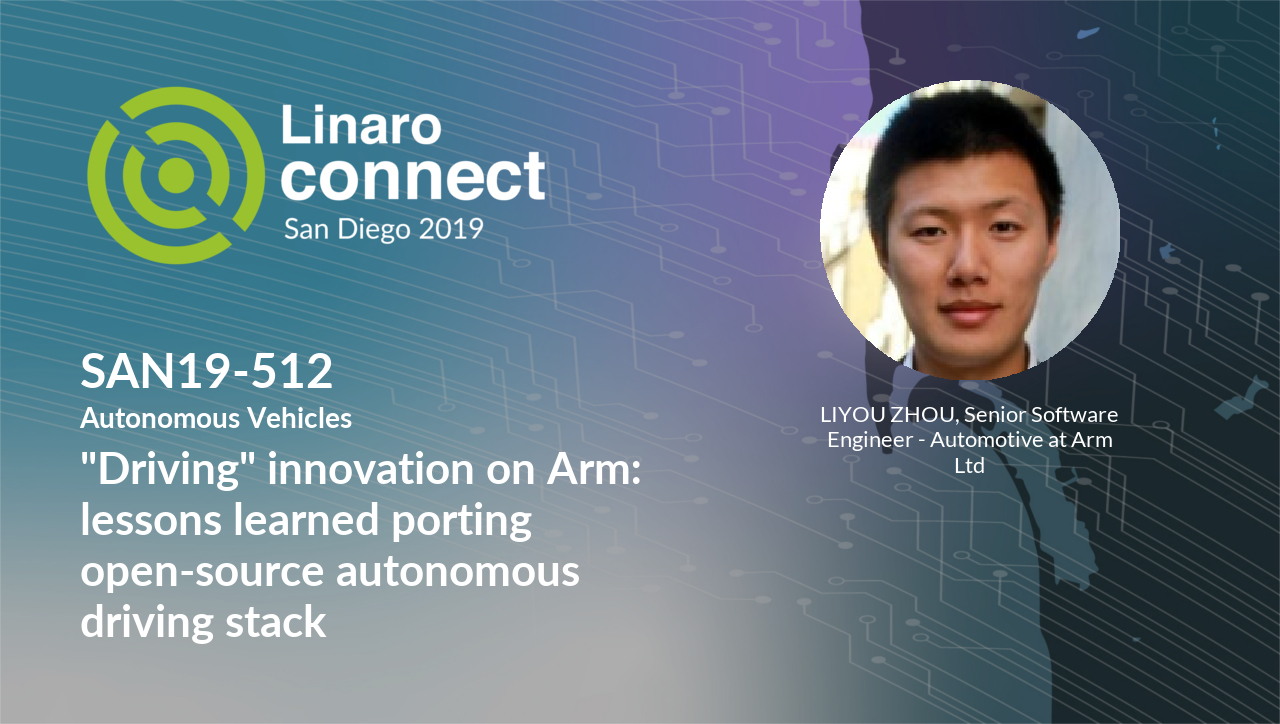 Linaro
connect
San Diego 2019
SAN19-512
Autonomous Vehicles
"Driving" innovation on Arm:
lessons learned porting
open-source autonomous
driving stack
LIYOU ZHOU, Senior Software
Engineer - Automotive at Arm
Ltd